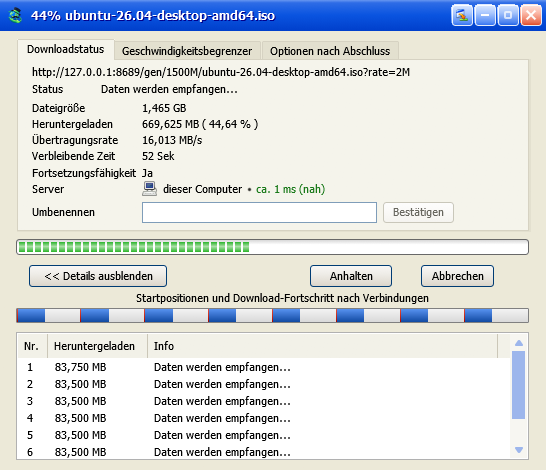 44% ubuntu-26.04-desktop-amd64.iso
Downloadstatus Geschwindigkeitsbegrenzer Optionen nach Abschluss
http://127.0.0.1:8689/gen/1500M/ubuntu-26.04-desktop-amd64.iso?rate=2M
Status Daten werden empfangen...
Dateigröße 1,465 GB
Heruntergeladen 669,625 MB ( 44,64 % )
Übertragungsrate 16,013 MB/s
Verbleibende Zeit 52 Sek
Fortsetzungsfähigkeit Ja
Server dieser Computer • ca. 1 ms (nah)
Umbenennen Bestätigen
<< Details ausblenden Anhalten Abbrechen
Startpositionen und Download-Fortschritt nach Verbindungen
Nr. Heruntergeladen Info
1 83,750 MB Daten werden empfangen...
2 83,500 MB Daten werden empfangen...
3 83,500 MB Daten werden empfangen...
4 83,500 MB Daten werden empfangen...
5 83,500 MB Daten werden empfangen...
6 83,500 MB Daten werden empfangen...